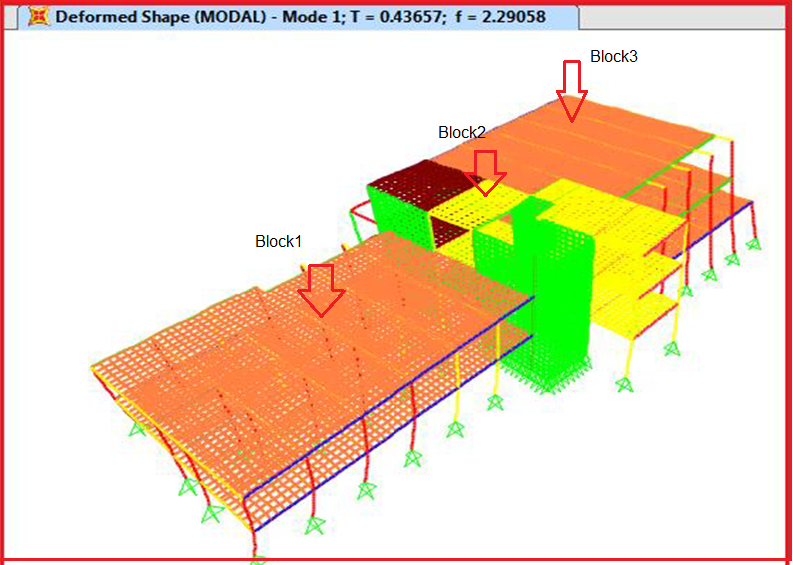 Deformed Shape (MODAL) - Mode 1; T = 0.43657;  f = 2.29058
Block3
Block2
Block1